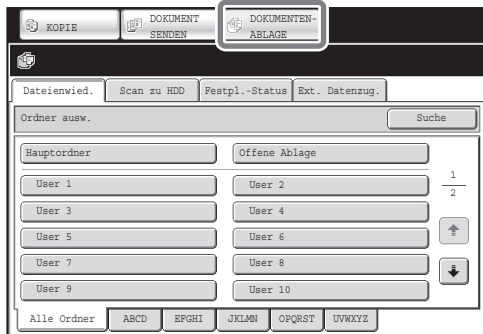 KOPIE
DOKUMENT
SENDEN
DOKUMENTEN-
ABLAGE
Dateienwied. Scan zu HDD Festpl.-Status Ext. Datenzug.
Ordner ausw. Suche
Hauptordner Offene Ablage
User 1 User 2
1
2
User 3 User 4
User 5 User 6
User 7 User 8
User 9 User 10
Alle Ordner ABCD EFGHI JKLMN OPQRST UVWXYZ